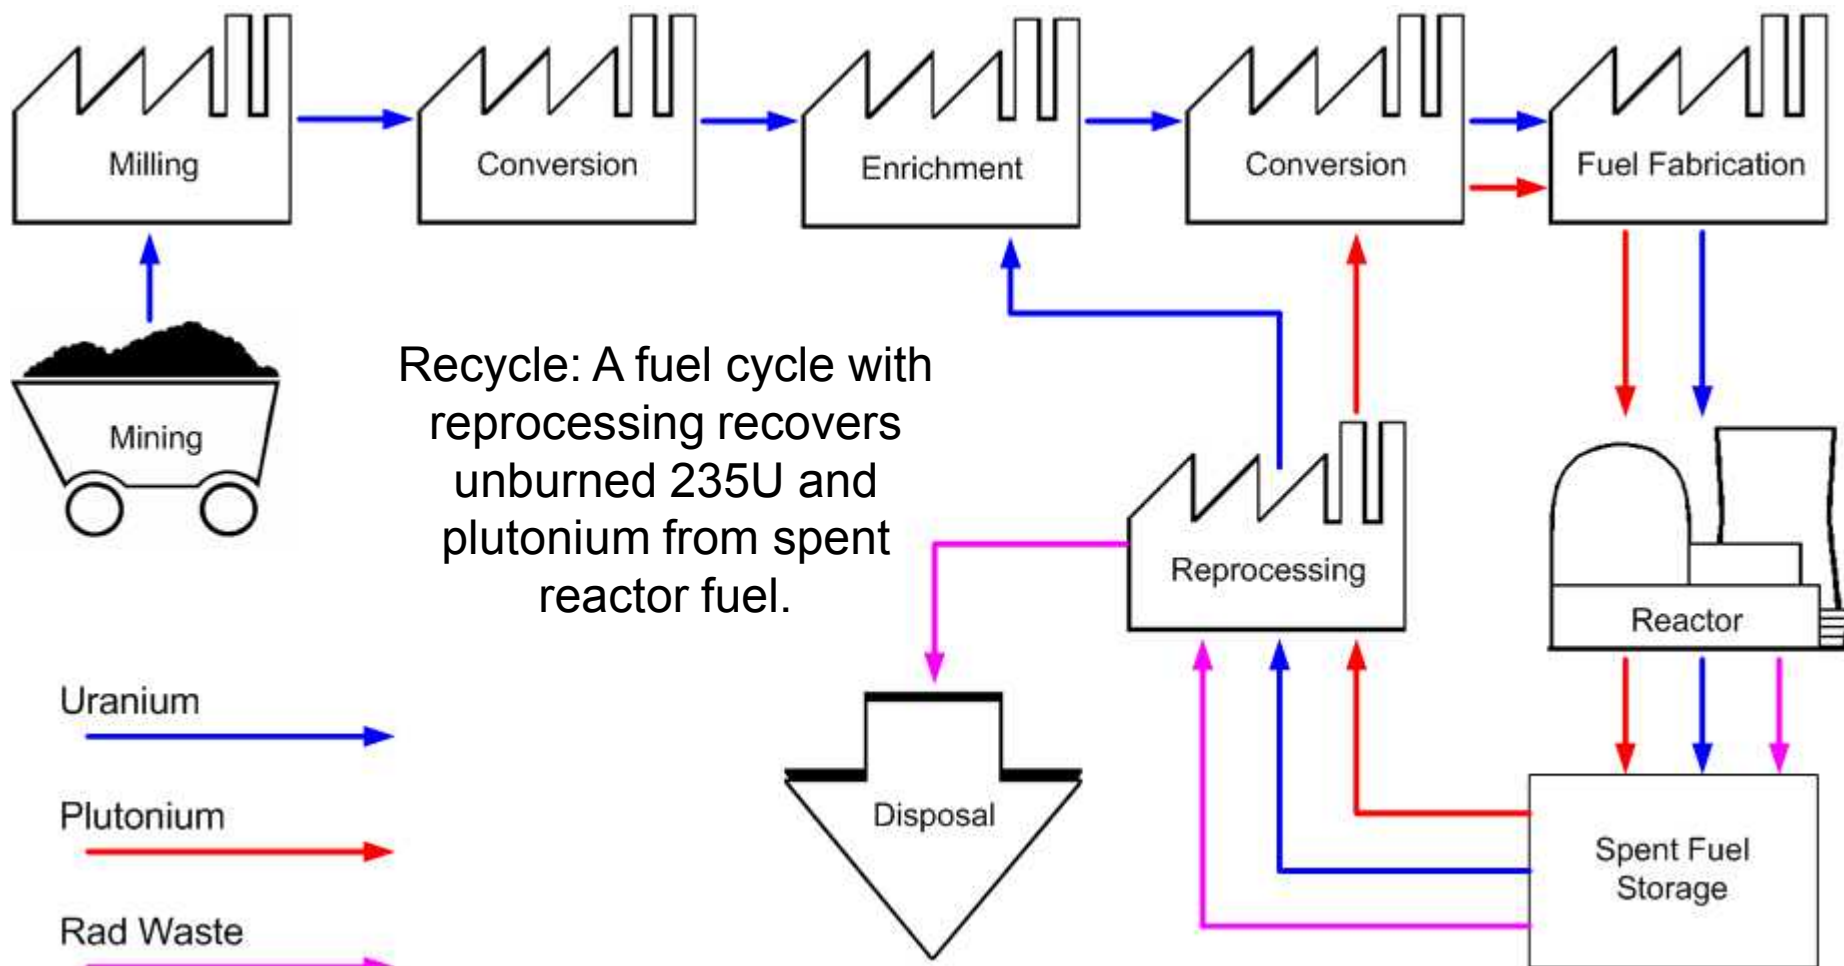 Milling
Conversion
Enrichment
Conversion
Fuel Fabrication
Mining
Recycle: A fuel cycle with
reprocessing recovers
unburned 235U and
plutonium from spent
reactor fuel.
Reprocessing
Reactor
Uranium
Plutonium
Rad Waste
Disposal
Spent Fuel
Storage